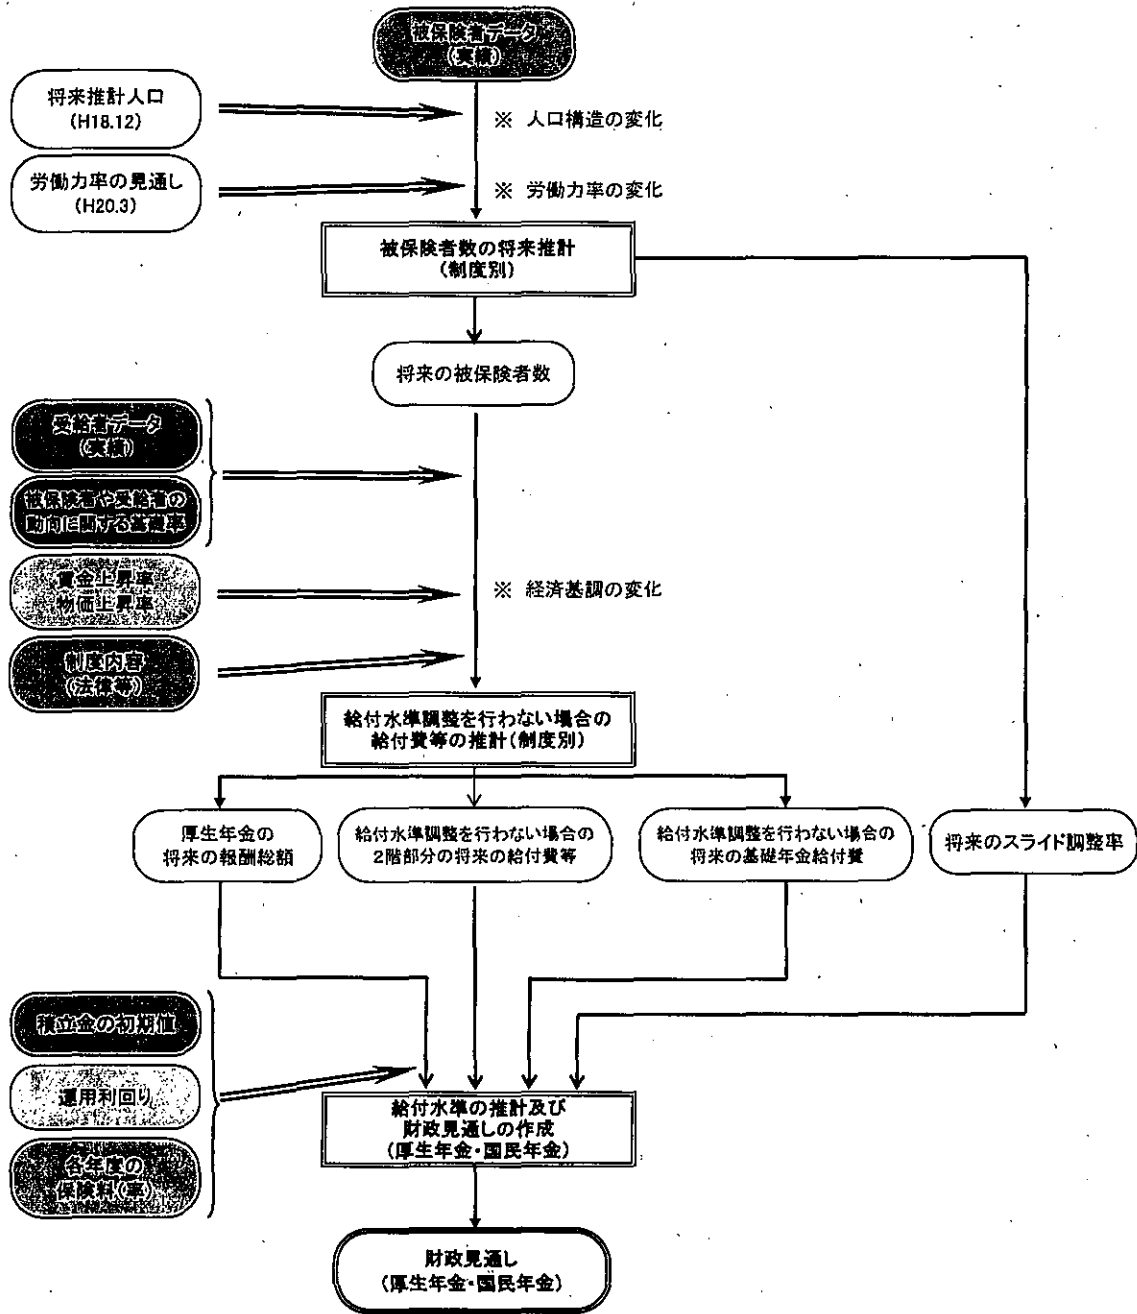 被保険者データ
(実績)
将来推計人口
(H18.12)
※ 人口構造の変化
労働力率の見通し
(H20.3)
※ 労働力率の変化
被保険者数の将来推計
(制度別)
将来の被保険者数
受給者データ
(実績)
被保険者や受給者の
動向に関する基礎率
賃金上昇率
物価上昇率
※ 経済基調の変化
制度内容
(法律等)
給付水準調整を行わない場合の
給付費等の推計(制度別)
厚生年金の
将来の報酬総額
給付水準調整を行わない場合の
2階部分の将来の給付費等
給付水準調整を行わない場合の
将来の基礎年金給付費
将来のスライド調整率
積立金の初期値
運用利回り
各年度の
保険料(率)
給付水準の推計及び
財政見通しの作成
(厚生年金・国民年金)
財政見通し
(厚生年金・国民年金)